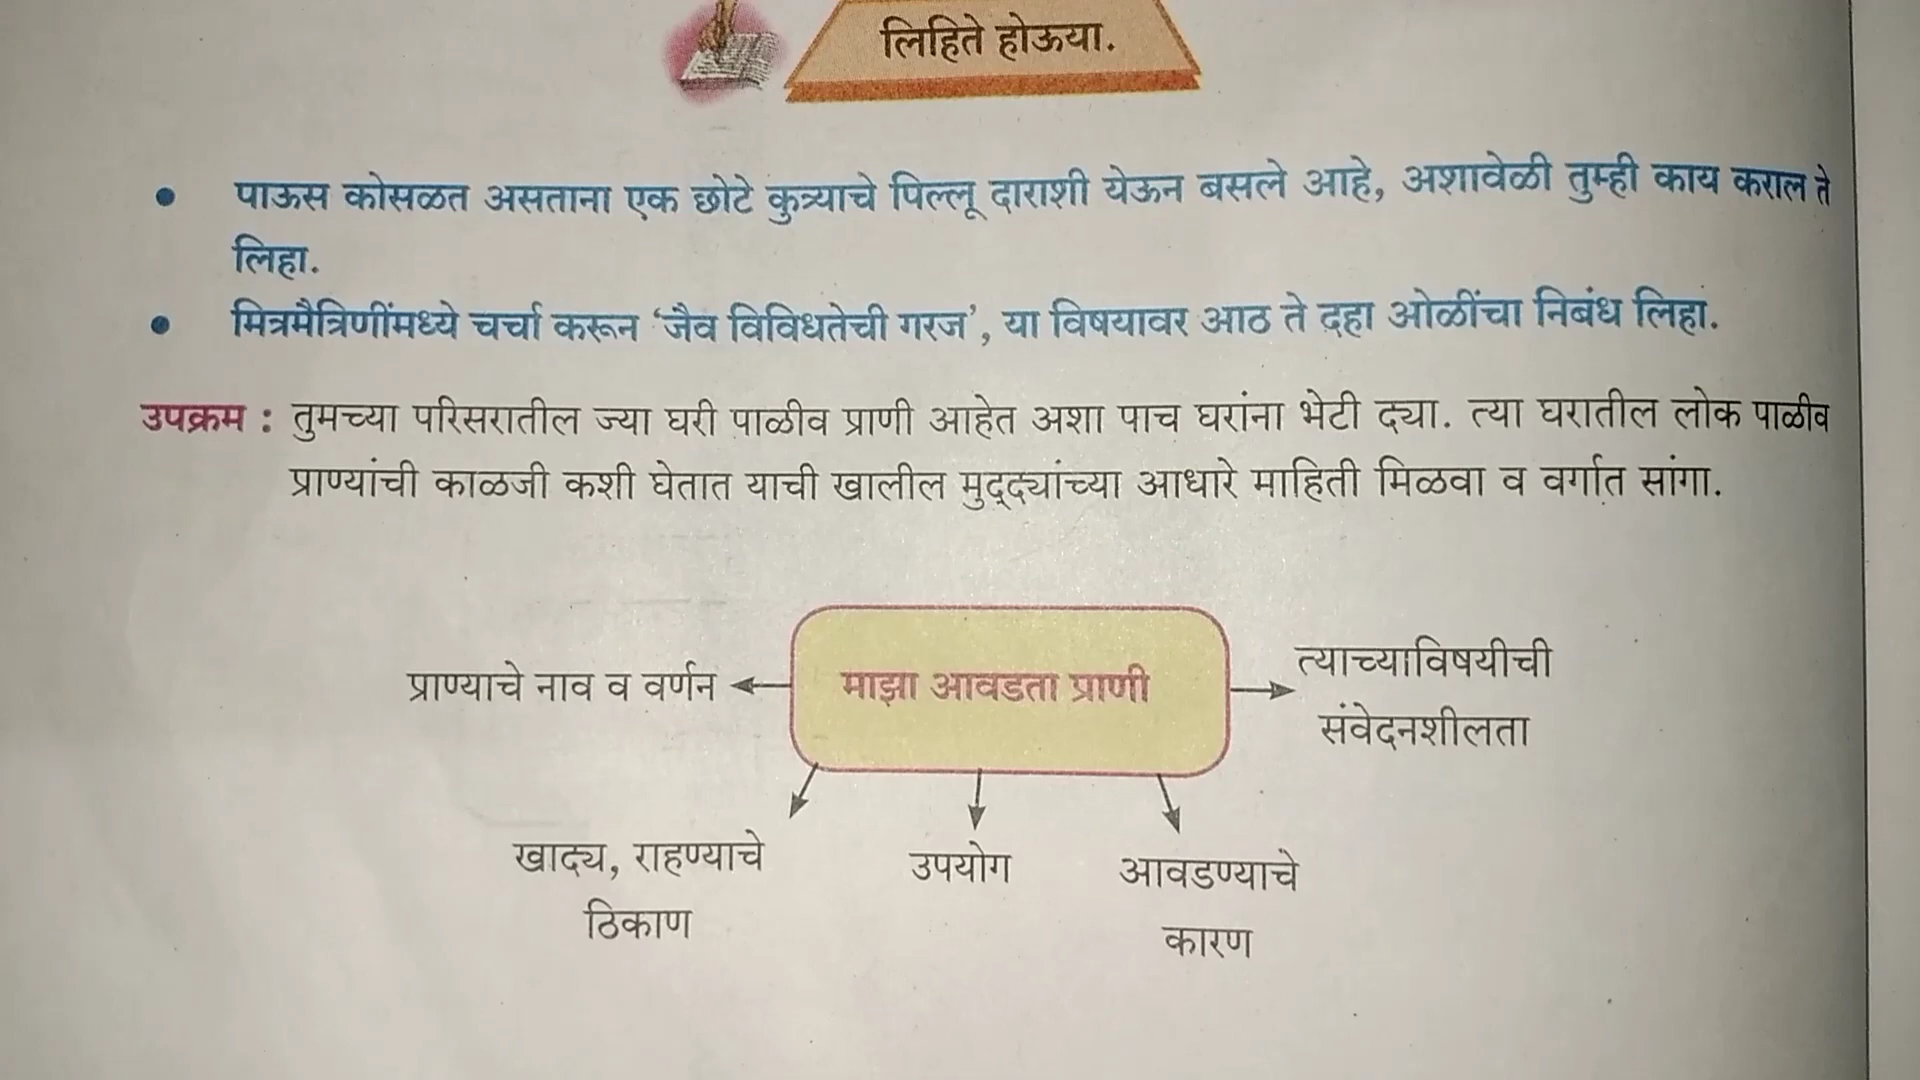 लिहिते होऊया.
• पाऊस कोसळत असताना एक छोटे कुत्र्याचे पिल्लू दाराशी येऊन बसले आहे, अशावेळी तुम्ही काय कराल ते
लिहा.
• मित्रमैत्रिणींमध्ये चर्चा करून ‘जैव विविधतेची गरज’, या विषयावर आठ ते दहा ओळींचा निबंध लिहा.
उपक्रम : तुमच्या परिसरातील ज्या घरी पाळीव प्राणी आहेत अशा पाच घरांना भेटी द्या. त्या घरातील लोक पाळीव
प्राण्यांची काळजी कशी घेतात याची खालील मुद्द्यांच्या आधारे माहिती मिळवा व वर्गात सांगा.
प्राण्याचे नाव व वर्णन
माझा आवडता प्राणी
त्याच्याविषयीची
संवेदनशीलता
खाद्य, राहण्याचे
ठिकाण
उपयोग
आवडण्याचे
कारण